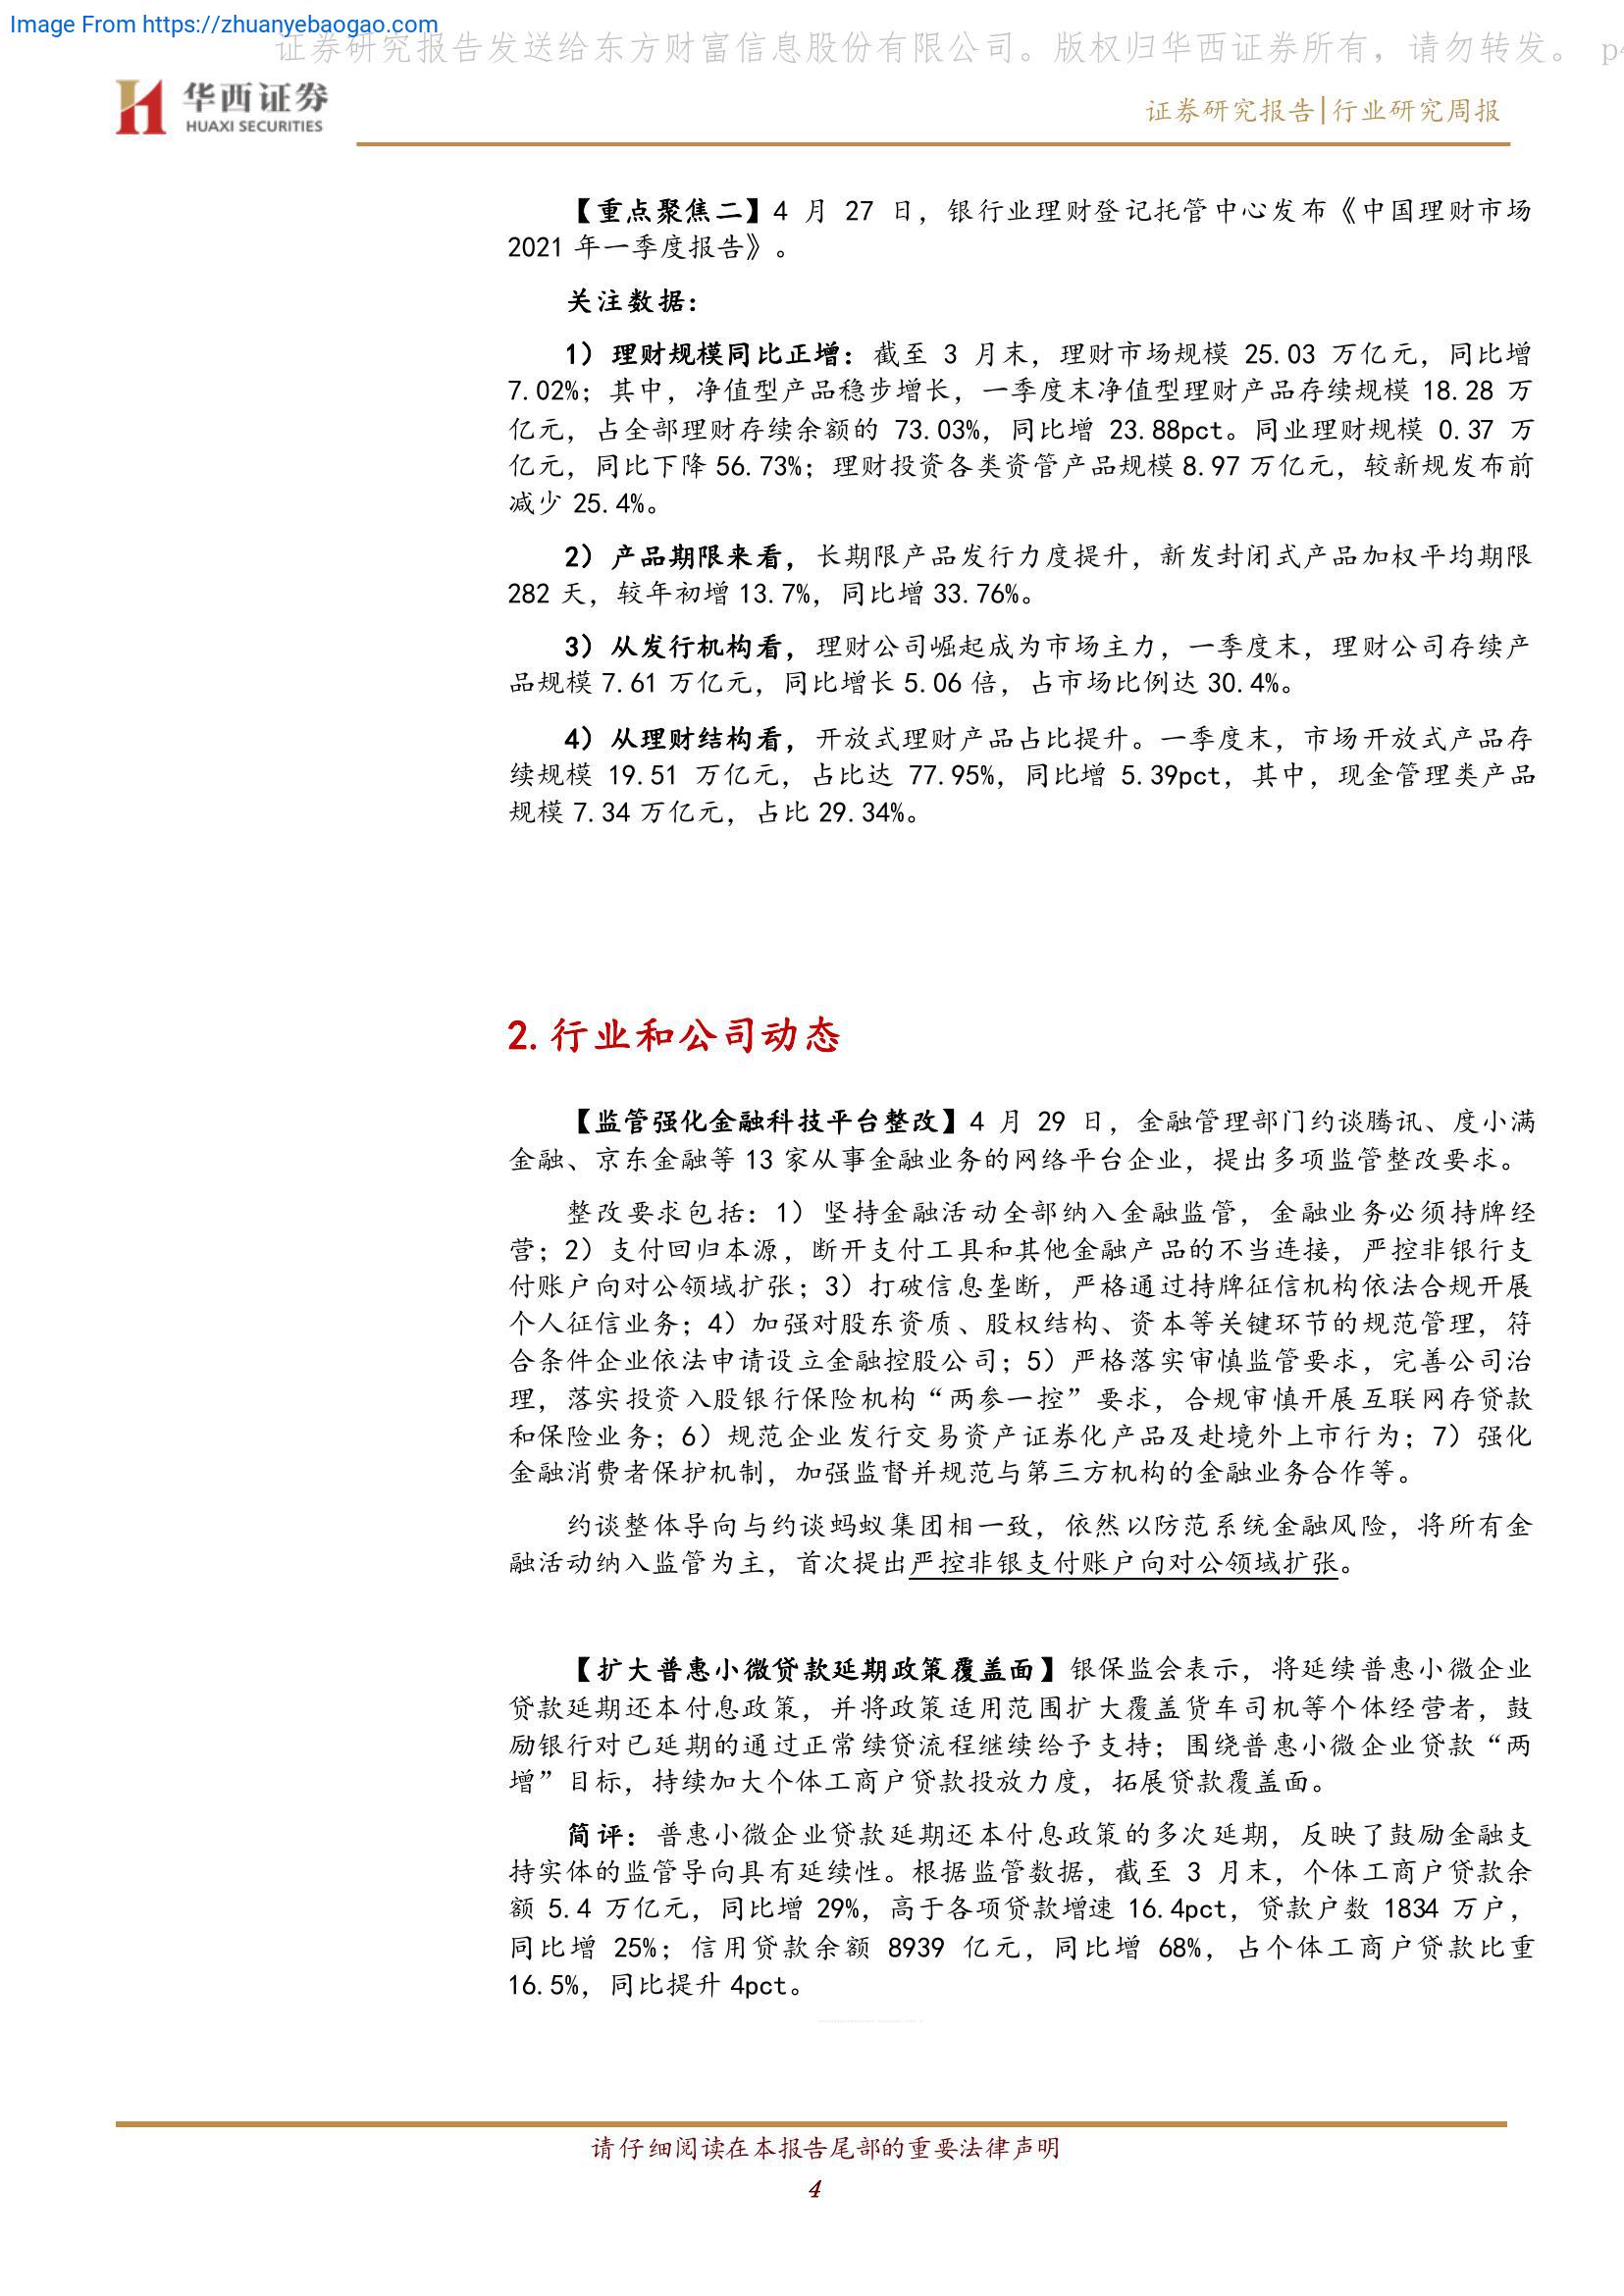 Image From https://zhuanyebaogao.com
证券研究报告发送给东方财富信息股份有限公司。版权归华西证券所有，请勿转发。 p4
华西证券
HUAXI SECURITIES
证券研究报告|行业研究周报
【重点聚焦二】4 月 27 日，银行业理财登记托管中心发布《中国理财市场
2021 年一季度报告》。
关注数据：
1）理财规模同比正增：截至 3 月末，理财市场规模 25.03 万亿元，同比增
7.02%；其中，净值型产品稳步增长，一季度末净值型理财产品存续规模 18.28 万
亿元，占全部理财存续余额的 73.03%，同比增 23.88pct。同业理财规模 0.37 万
亿元，同比下降 56.73%；理财投资各类资管产品规模 8.97 万亿元，较新规发布前
减少 25.4%。
2）产品期限来看，长期限产品发行力度提升，新发封闭式产品加权平均期限
282 天，较年初增 13.7%，同比增 33.76%。
3）从发行机构看，理财公司崛起成为市场主力，一季度末，理财公司存续产
品规模 7.61 万亿元，同比增长 5.06 倍，占市场比例达 30.4%。
4）从理财结构看，开放式理财产品占比提升。一季度末，市场开放式产品存
续规模 19.51 万亿元，占比达 77.95%，同比增 5.39pct，其中，现金管理类产品
规模 7.34 万亿元，占比 29.34%。
2.行业和公司动态
【监管强化金融科技平台整改】4 月 29 日，金融管理部门约谈腾讯、度小满
金融、京东金融等 13 家从事金融业务的网络平台企业，提出多项监管整改要求。
整改要求包括：1）坚持金融活动全部纳入金融监管，金融业务必须持牌经
营；2）支付回归本源，断开支付工具和其他金融产品的不当连接，严控非银行支
付账户向对公领域扩张；3）打破信息垄断，严格通过持牌征信机构依法合规开展
个人征信业务；4）加强对股东资质、股权结构、资本等关键环节的规范管理，符
合条件企业依法申请设立金融控股公司；5）严格落实审慎监管要求，完善公司治
理，落实投资入股银行保险机构“两参一控”要求，合规审慎开展互联网存贷款
和保险业务；6）规范企业发行交易资产证券化产品及赴境外上市行为；7）强化
金融消费者保护机制，加强监督并规范与第三方机构的金融业务合作等。
约谈整体导向与约谈蚂蚁集团相一致，依然以防范系统金融风险，将所有金
融活动纳入监管为主，首次提出严控非银支付账户向对公领域扩张。
【扩大普惠小微贷款延期政策覆盖面】银保监会表示，将延续普惠小微企业
贷款延期还本付息政策，并将政策适用范围扩大覆盖货车司机等个体经营者，鼓
励银行对已延期的通过正常续贷流程继续给予支持；围绕普惠小微企业贷款“两
增”目标，持续加大个体工商户贷款投放力度，拓展贷款覆盖面。
简评：普惠小微企业贷款延期还本付息政策的多次延期，反映了鼓励金融支
持实体的监管导向具有延续性。根据监管数据，截至 3 月末，个体工商户贷款余
额 5.4 万亿元，同比增 29%，高于各项贷款增速 16.4pct，贷款户数 1834 万户，
同比增 25%；信用贷款余额 8939 亿元，同比增 68%，占个体工商户贷款比重
16.5%，同比提升 4pct。
请仔细阅读在本报告尾部的重要法律声明
4